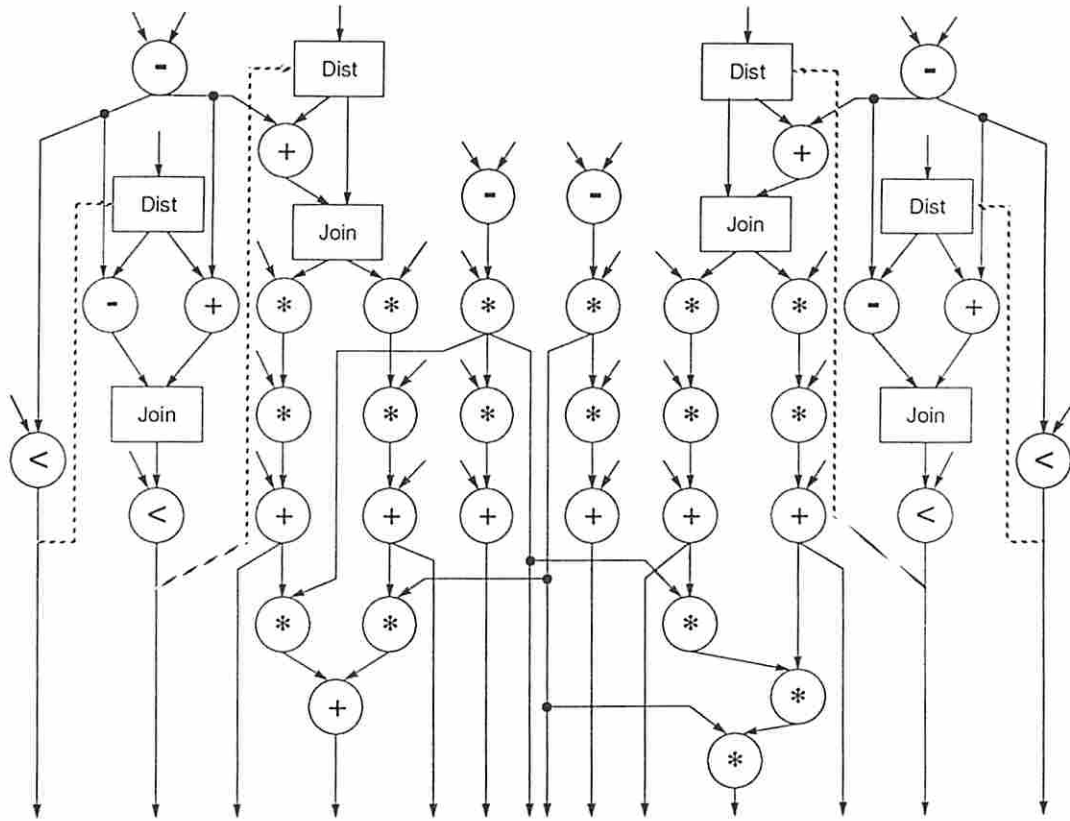 - Dist Dist -
+ +
Dist - - Dist
Join Join
- + * * * * * * - +
Join * * * * * * Join
< <
< + + + + + + <
* * *
+ *
*